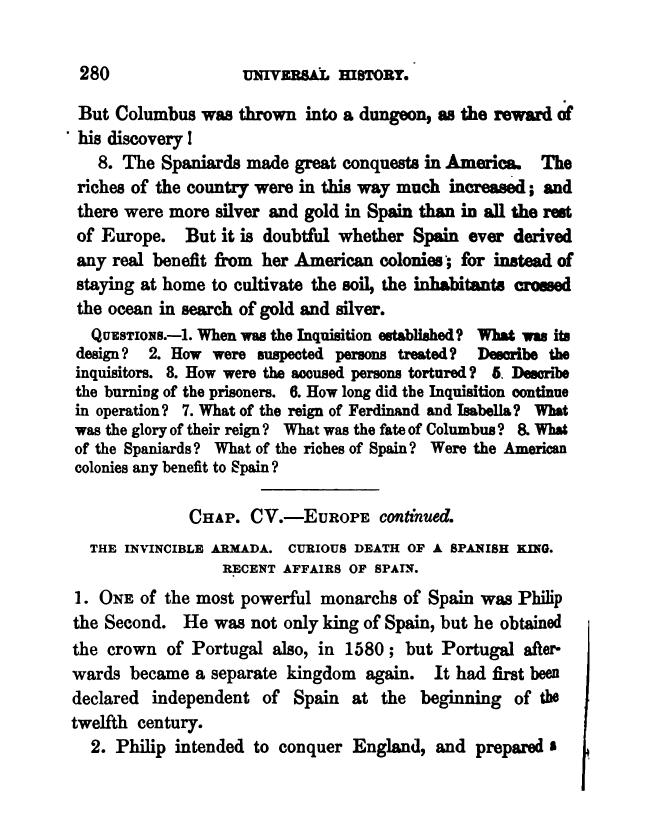 280 UNIVERSAL HISTORY.
But Columbus was thrown into a dungeon, as the reward of
his discovery!
8. The Spaniards made great conquests in America. The
riches of the country were in this way much increased; and
there were more silver and gold in Spain than in all the rest
of Europe. But it is doubtful whether Spain ever derived
any real benefit from her American colonies; for instead of
staying at home to cultivate the soil, the inhabitants crossed
the ocean in search of gold and silver.
QUESTIONS.—1. When was the Inquisition established? What was its
design? 2. How were suspected persons treated? Describe the
inquisitors. 3. How were the accused persons tortured? 5. Describe
the burning of the prisoners. 6. How long did the Inquisition continue
in operation? 7. What of the reign of Ferdinand and Isabella? What
was the glory of their reign? What was the fate of Columbus? 8. What
of the Spaniards? What of the riches of Spain? Were the American
colonies any benefit to Spain?
CHAP. CV.—EUROPE continued.
THE INVINCIBLE ARMADA. CURIOUS DEATH OF A SPANISH KING.
RECENT AFFAIRS OF SPAIN.
1. ONE of the most powerful monarchs of Spain was Philip
the Second. He was not only king of Spain, but he obtained
the crown of Portugal also, in 1580; but Portugal after-
wards became a separate kingdom again. It had first been
declared independent of Spain at the beginning of the
twelfth century.
2. Philip intended to conquer England, and prepared a